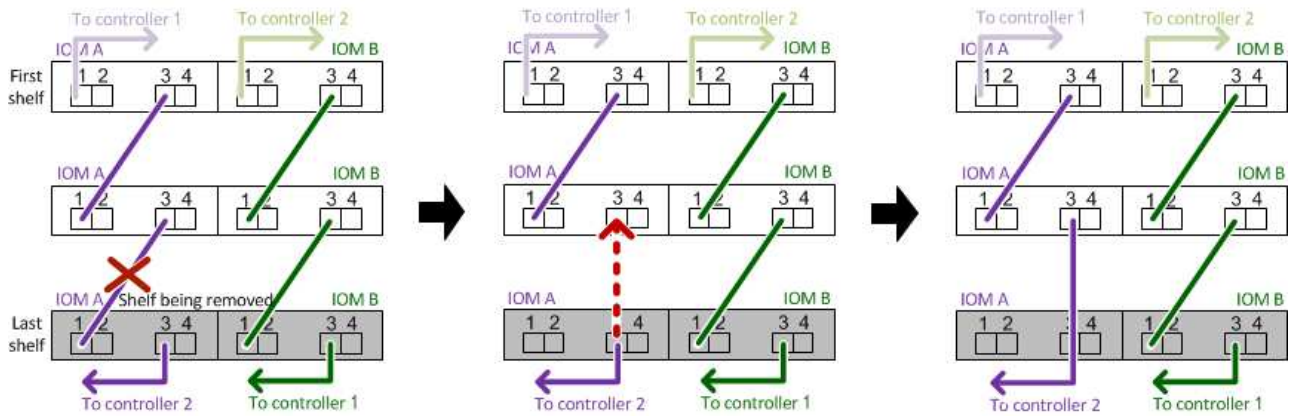 To controller 1 To controller 2 To controller 1 To controller 2 To controller 1 To controller 2
IOM A IOM B IOM A IOM B IOM A IOM B
First shelf 1 2 3 4 1 2 3 4 1 2 3 4 1 2 3 4 1 2 3 4 1 2 3 4
IOM A IOM B IOM A IOM B IOM A IOM B
1 2 3 4 1 2 3 4 1 2 3 4 1 2 3 4 1 2 3 4 1 2 3 4
IOM A Shelf being removed IOM B IOM A IOM B IOM A IOM B
Last shelf 1 2 3 4 1 2 3 4 1 2 4 1 2 3 4 1 2 4 1 2 3 4
To controller 2 To controller 1 To controller 2 To controller 1 To controller 2 To controller 1